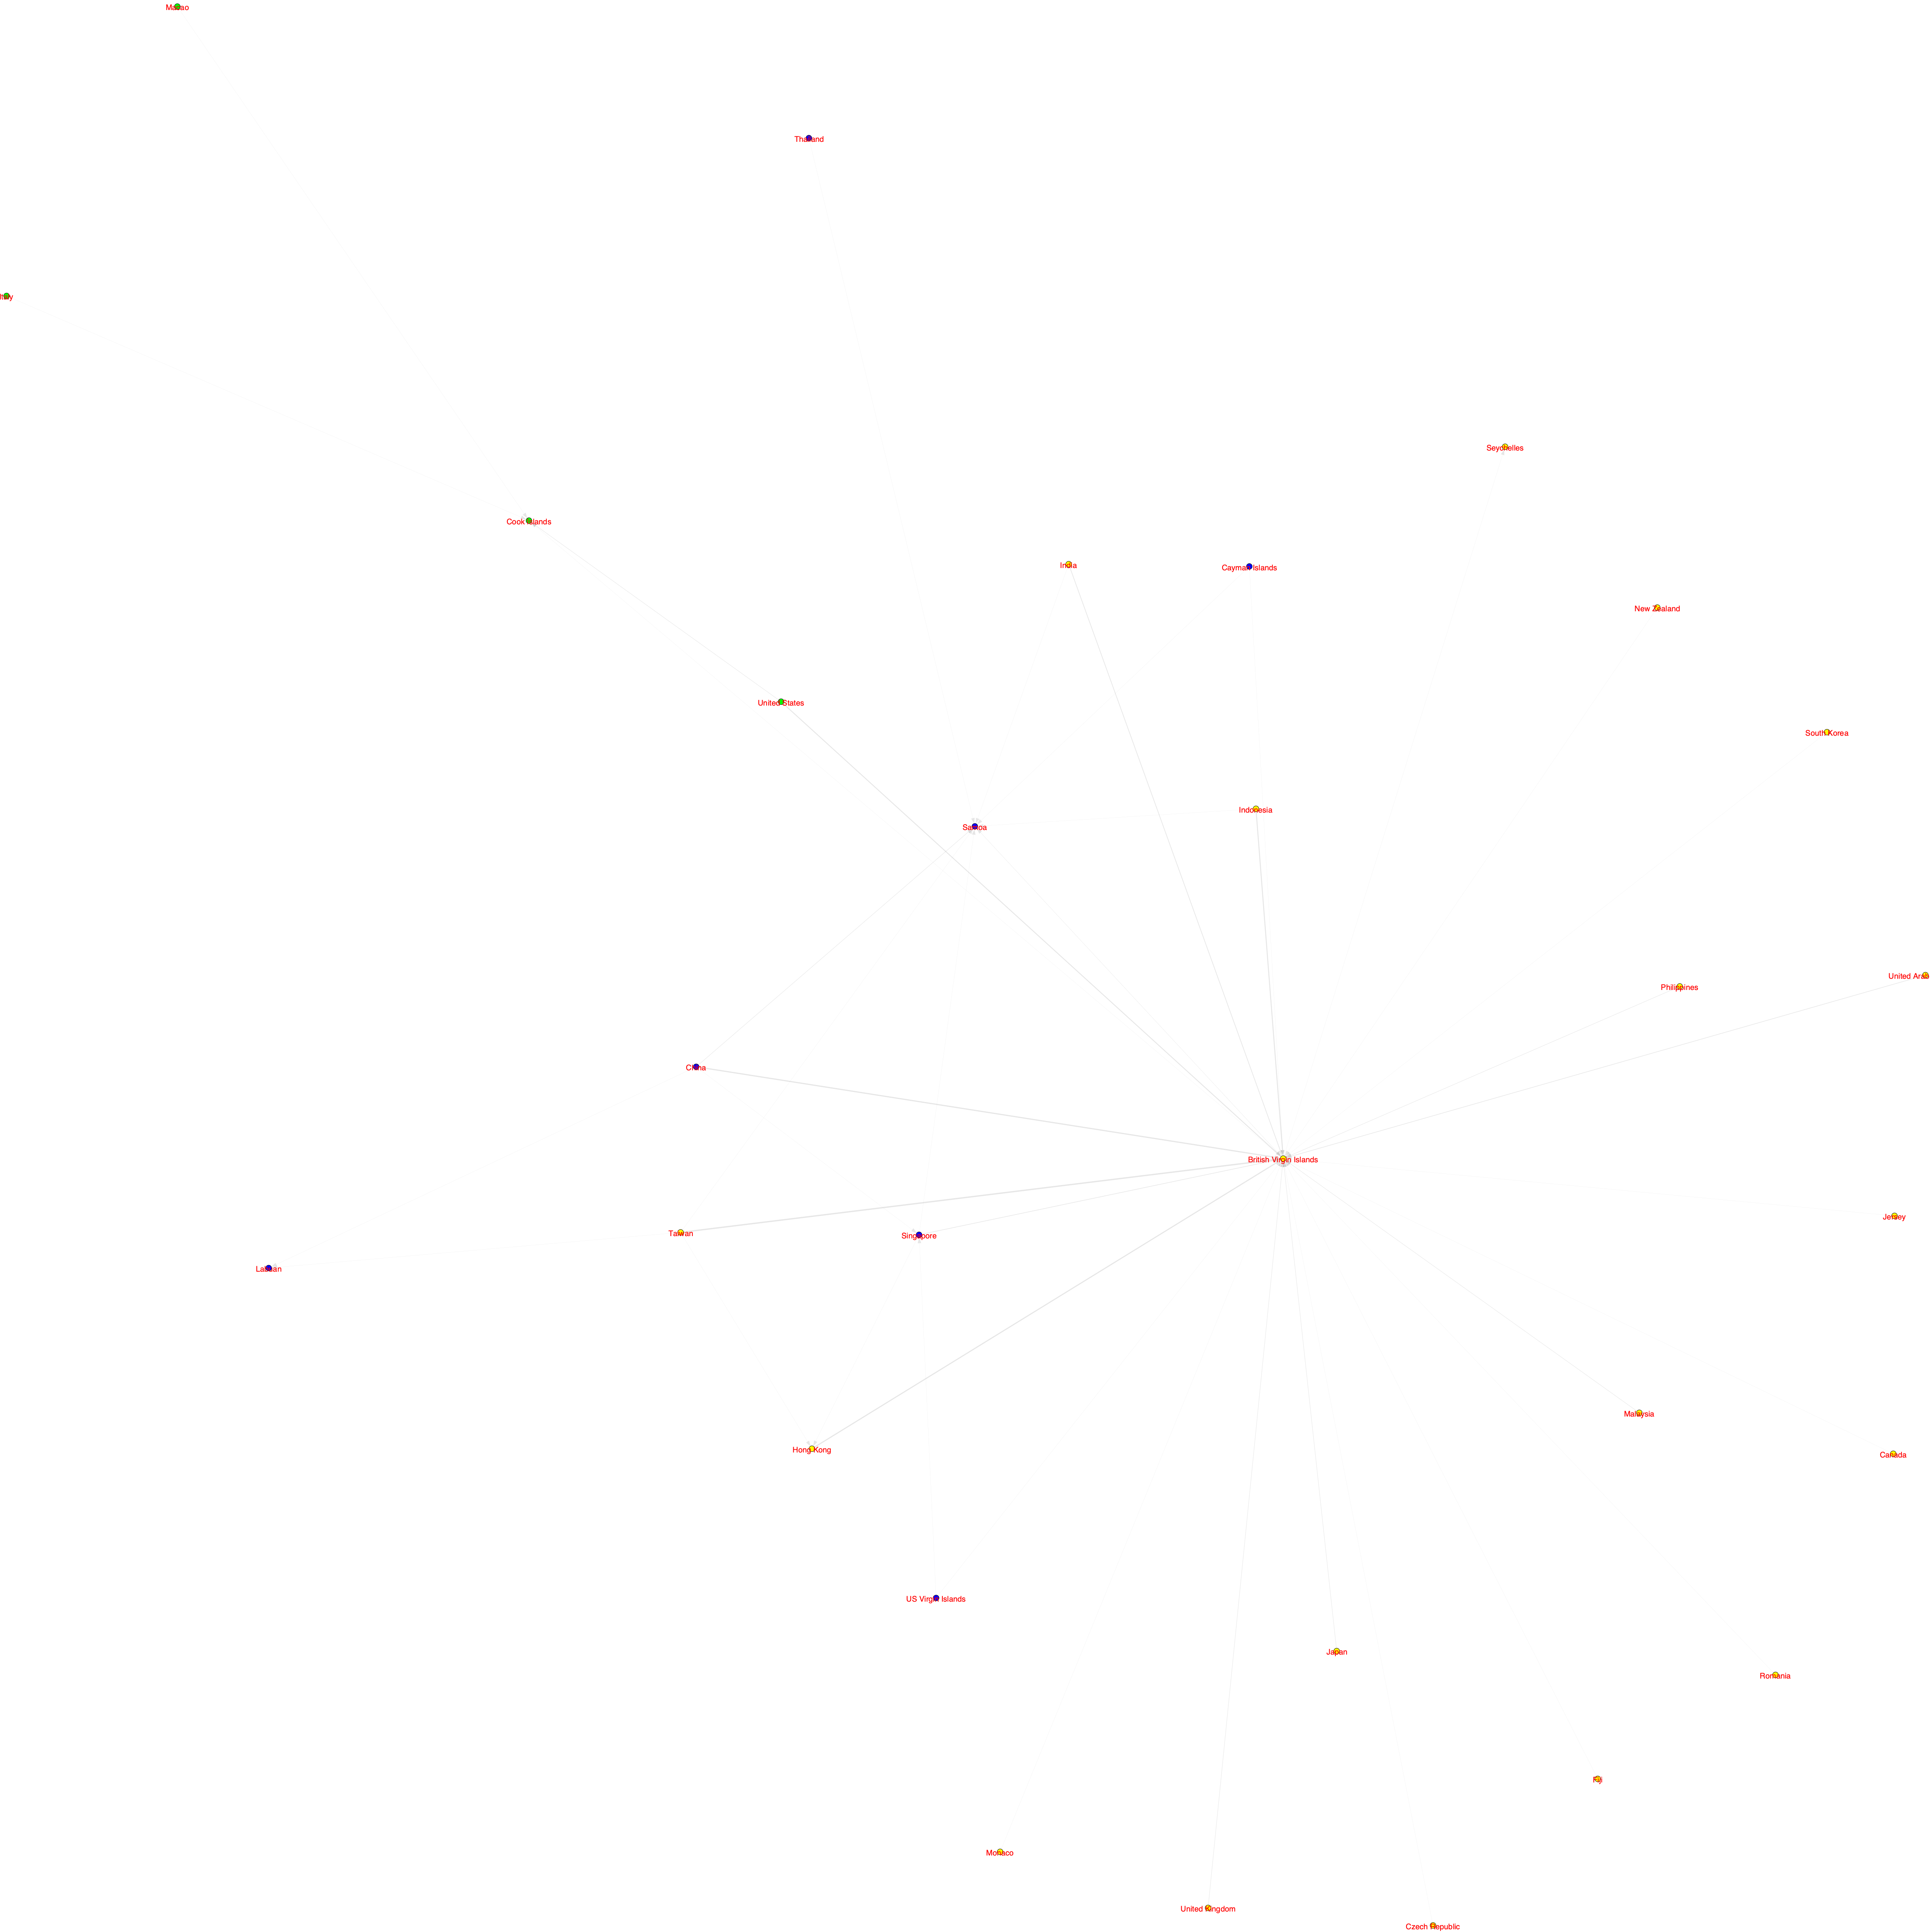 Macao
Thailand
Italy
Seychelles
Cook Islands
India
Cayman Islands
New Zealand
United States
South Korea
Indonesia
Samoa
United Arab
Philippines
China
British Virgin Islands
Jersey
Taiwan
Singapore
Labuan
Malaysia
Hong Kong
Canada
US Virgin Islands
Japan
Romania
Fiji
Monaco
United Kingdom
Czech Republic